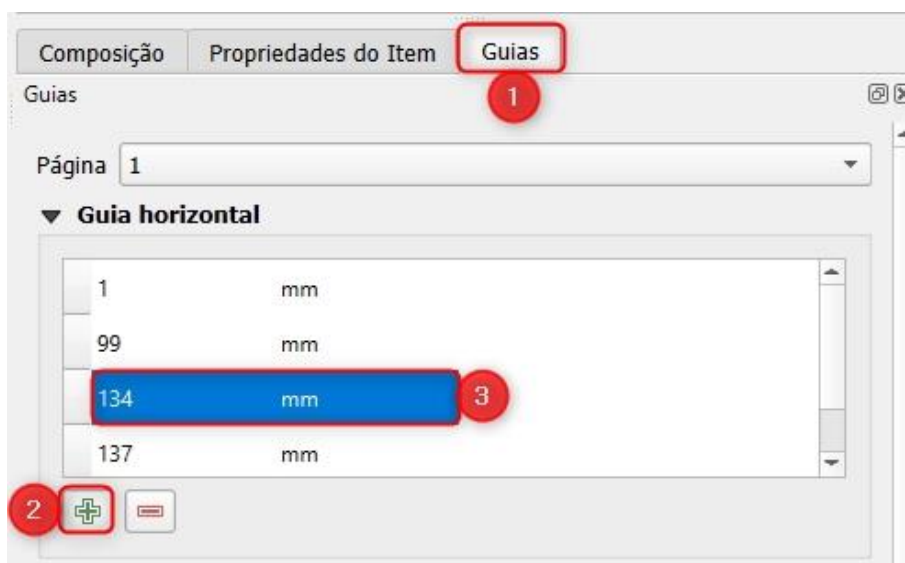 Composição Propriedades do Item Guias
Guias 1
Página 1
Guia horizontal
1 mm
99 mm
134 mm 3
137 mm
2